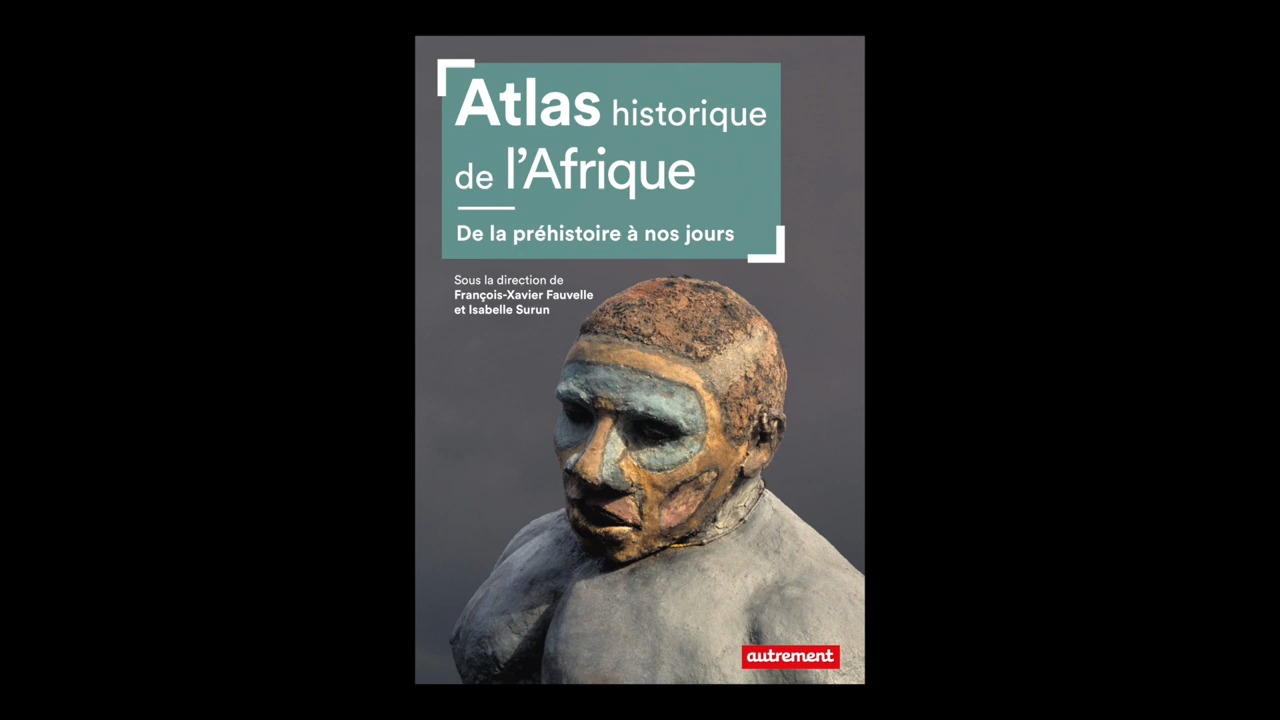 Atlas historique
de l’Afrique
De la préhistoire à nos jours
Sous la direction de
François-Xavier Fauvelle
et Isabelle Surun
autrement